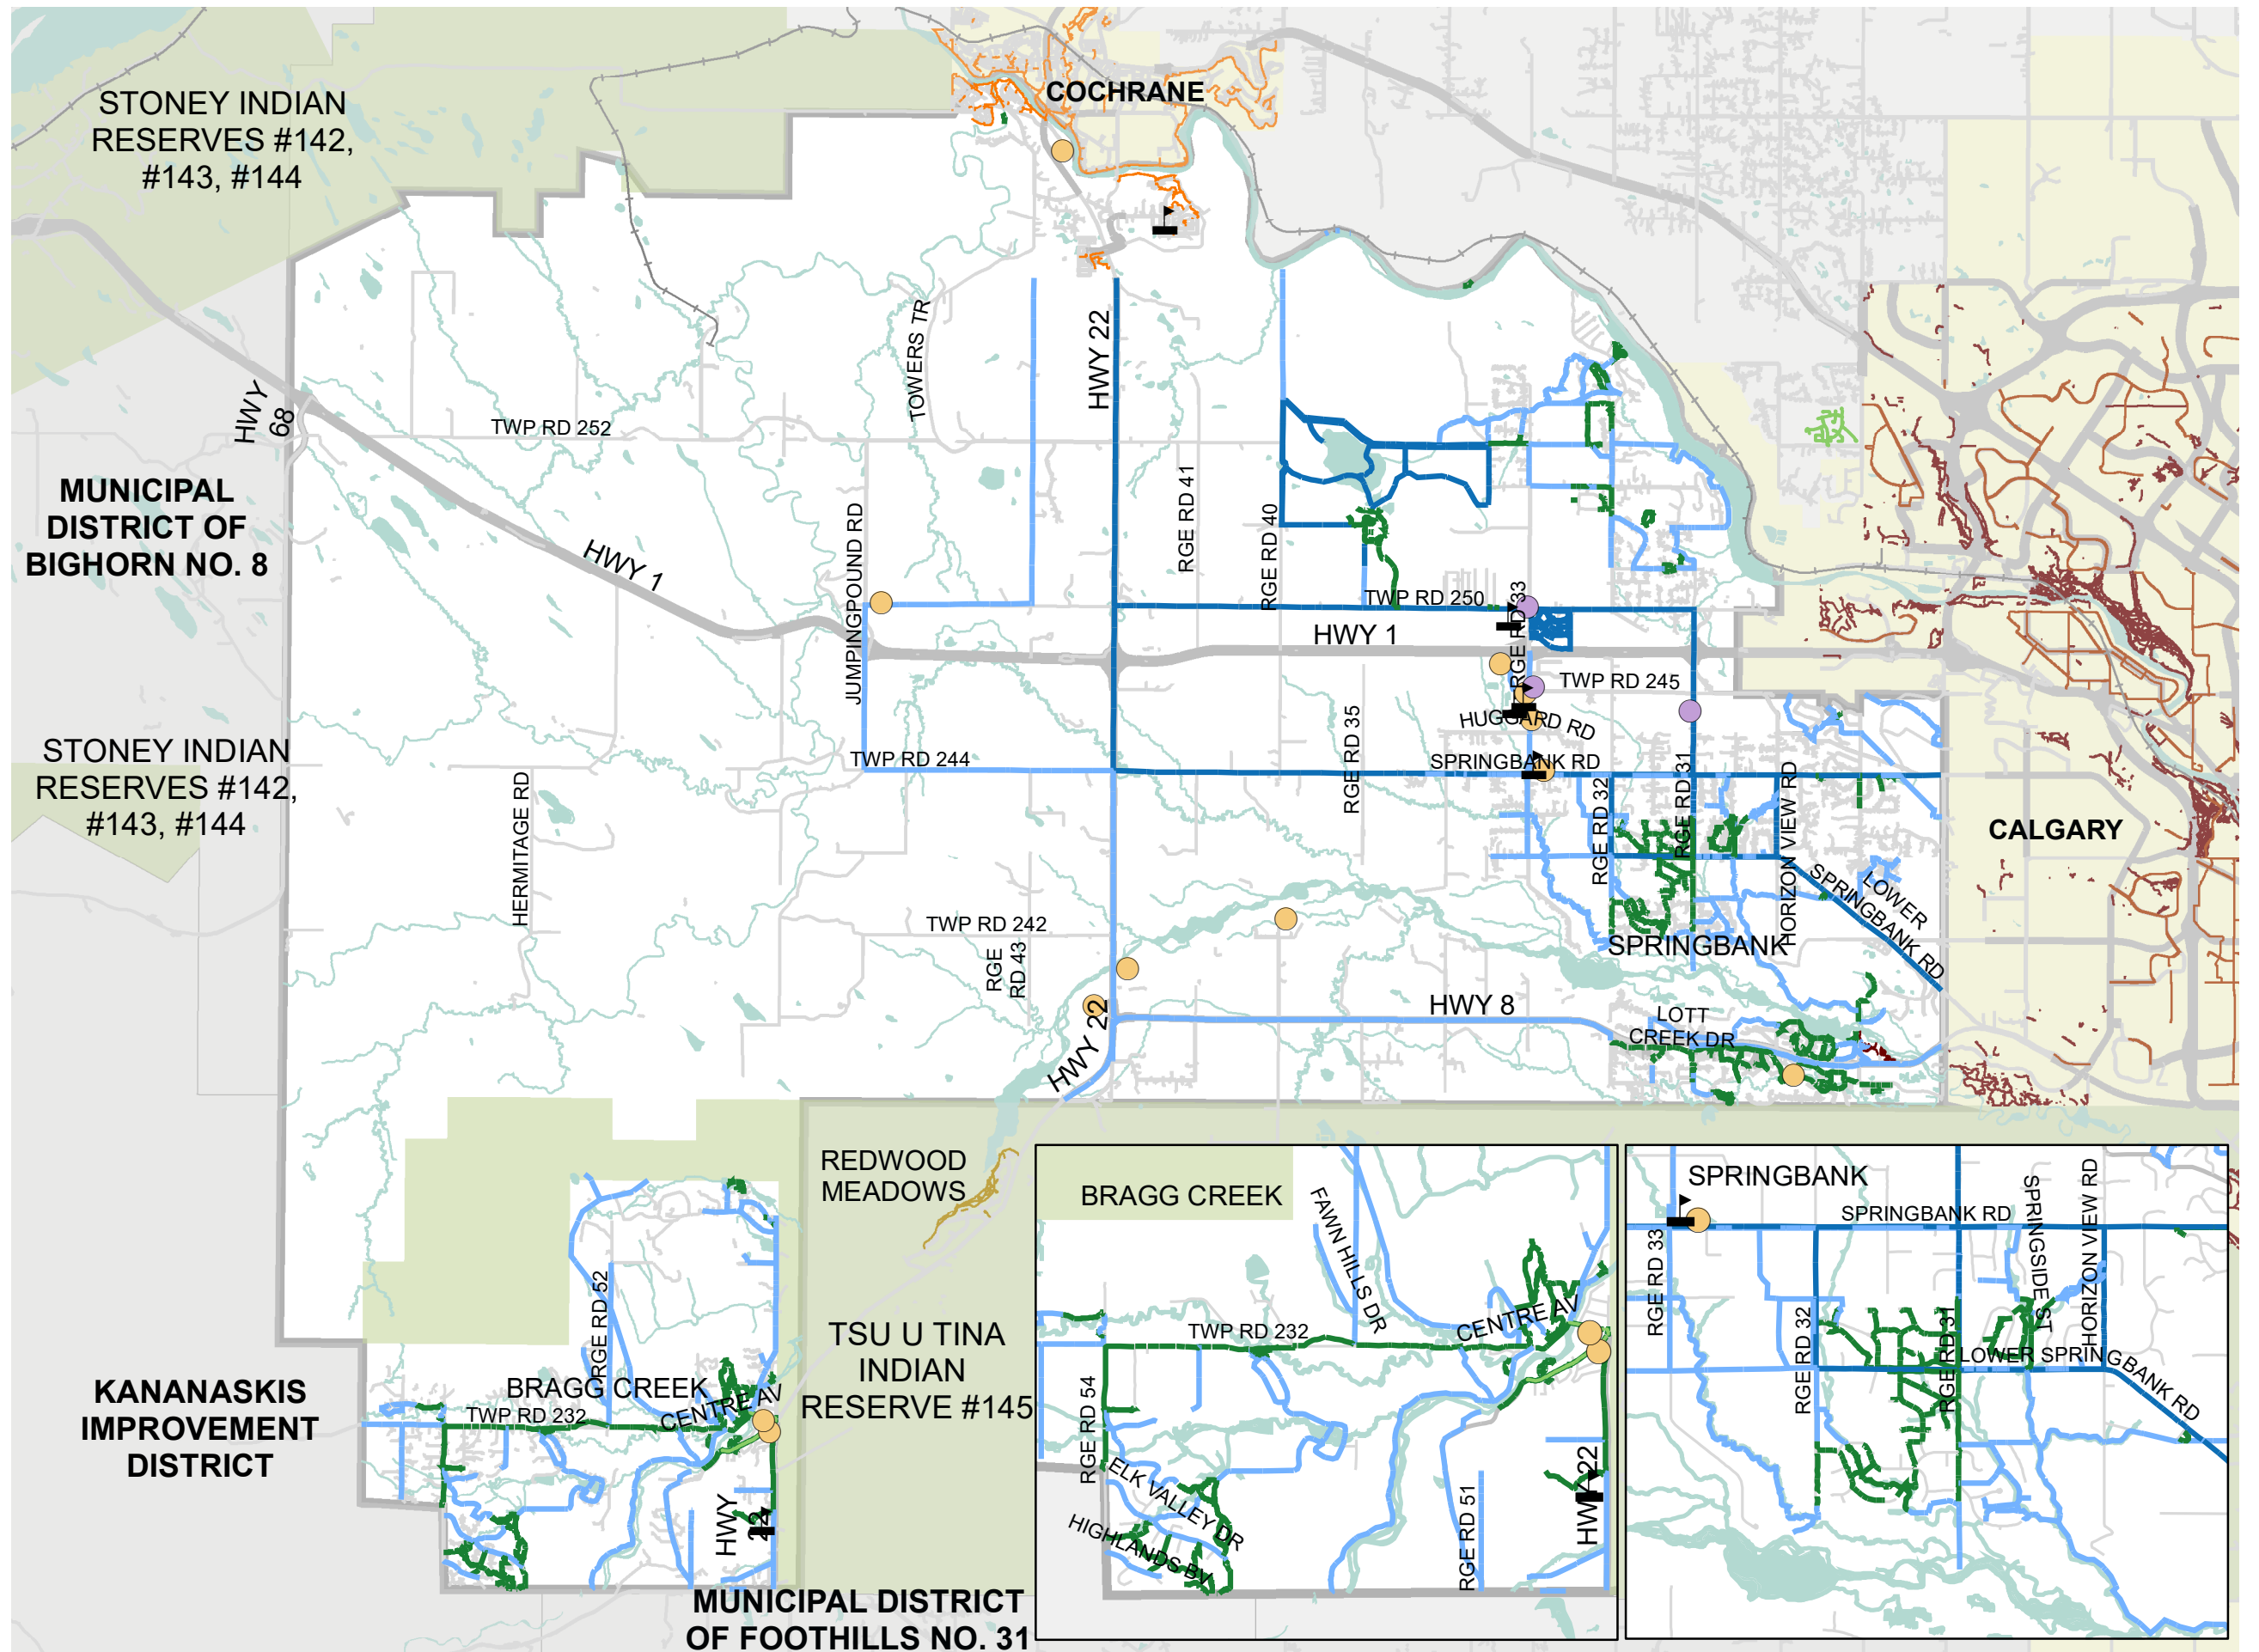 COCHRANE
STONEY INDIAN
RESERVES #142,
#143, #144
HWY 22
TOWERS TR
HWY
68
TWP RD 252
RGE RD 41
MUNICIPAL
DISTRICT OF
BIGHORN NO. 8
JUMPINGPOUND RD
RGE RD 40
HWY 1
TWP RD 250
RGE RD 33
HWY 1
TWP RD 245
HUGGARD RD
STONEY INDIAN
RESERVES #142,
#143, #144
TWP RD 244
RGE RD 35
SPRINGBANK RD
RGE RD 32
RGE RD 31
HORIZON VIEW RD
CALGARY
HERMITAGE RD
LOWER
SPRINGBANK RD
TWP RD 242
RGE
RD 43
SPRINGBANK
HWY 22
HWY 8
LOTT
CREEK DR
REDWOOD
MEADOWS
RGE RD 52
TSU U TINA
INDIAN
RESERVE #145
KANANASKIS
IMPROVEMENT
DISTRICT
BRAGG CREEK
TWP RD 232
CENTRE AV
HWY
22
MUNICIPAL DISTRICT
OF FOOTHILLS NO. 31
BRAGG CREEK
FAWN HILLS DR
TWP RD 232
CENTRE AV
RGE RD 54
ELK VALLEY DR
HIGHLANDS BV
RGE RD 51
HWY 22
SPRINGBANK
SPRINGBANK RD
RGE RD 33
SPRINGSIDE ST
HORIZON VIEW RD
RGE RD 32
RGE RD 31
LOWER SPRINGBANK RD